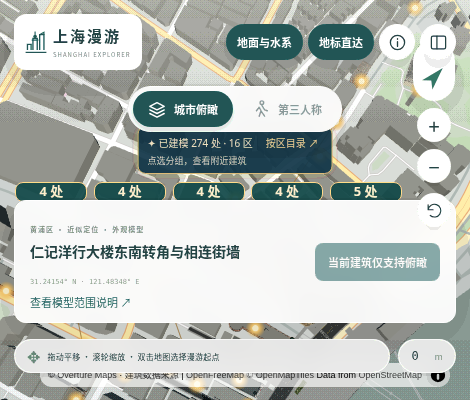 上海漫游
SHANGHAI EXPLORER
地面与水系
地标直达
城市俯瞰
第三人称
✦ 已建模 274 处 · 16 区 按区目录 ↗
点选分组，查看附近建筑
4 处
4 处
4 处
4 处
5 处
黄浦区 · 近似定位 · 外观模型
仁记洋行大楼东南转角与相连街墙
31.24154° N · 121.48348° E
查看模型范围说明 ↗
当前建筑仅支持俯瞰
拖动平移 · 滚轮缩放 · 双击地图选择漫游起点
0 m
© Overture Maps · 建筑数据来源 | OpenFreeMap © OpenMapTiles Data from OpenStreetMap